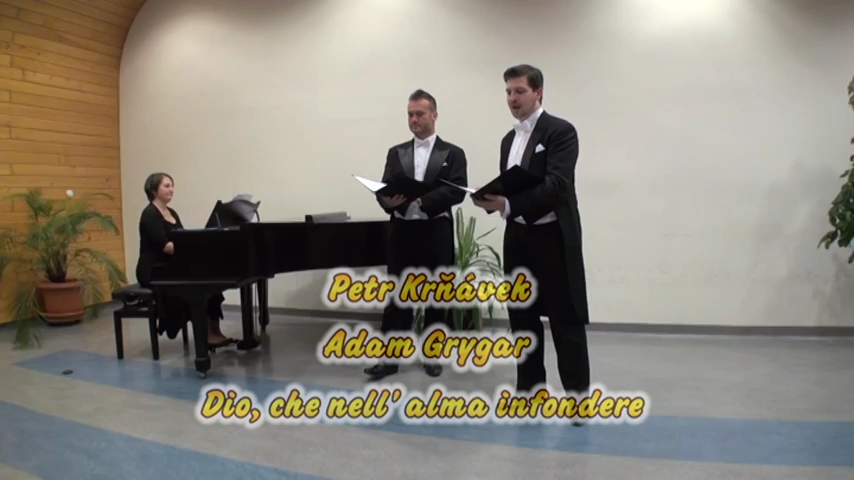 Petr Krňávek
Adam Grygar
Dio, che nell' alma infondere